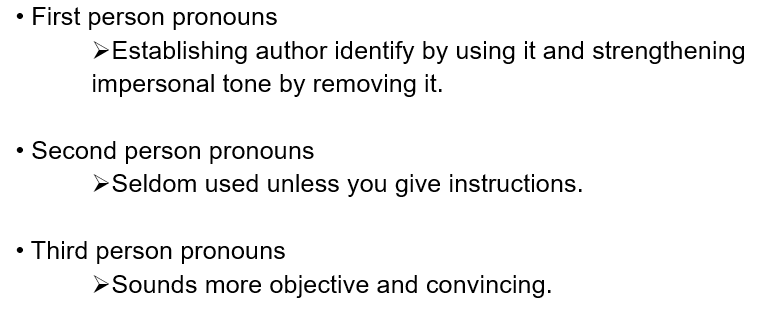 • First person pronouns
➢Establishing author identify by using it and strengthening
impersonal tone by removing it.
• Second person pronouns
➢Seldom used unless you give instructions.
• Third person pronouns
➢Sounds more objective and convincing.